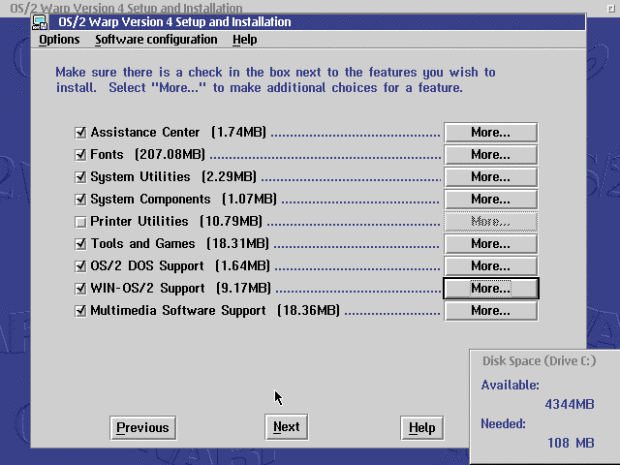 OS/2 Warp Version 4 Setup and Installation
OS/2 Warp Version 4 Setup and Installation
Options Software configuration Help
Make sure there is a check in the box next to the features you wish to
install. Select "More..." to make additional choices for a feature.
Assistance Center (1.74MB) More...
Fonts (207.08MB) More...
System Utilities (2.29MB) More...
System Components (1.07MB) More...
Printer Utilities (10.79MB) More...
Tools and Games (18.31MB) More...
OS/2 DOS Support (1.64MB) More...
WIN-OS/2 Support (9.17MB) More...
Multimedia Software Support (18.36MB) More...
Disk Space (Drive C:)
Available:
4344MB
Needed:
108 MB
Previous Next Help